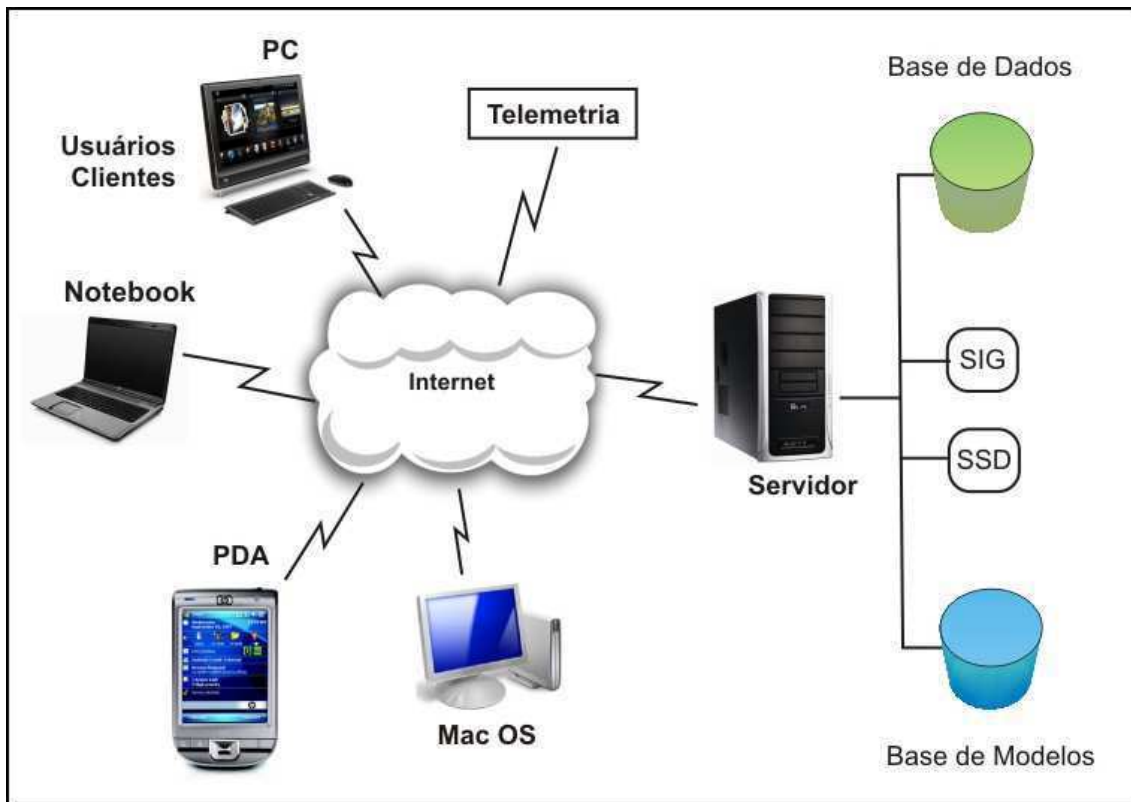 PC
Base de Dados
Telemetria
Usuários
Clientes
Notebook
SIG
Internet
SSD
Servidor
PDA
Mac OS
Base de Modelos